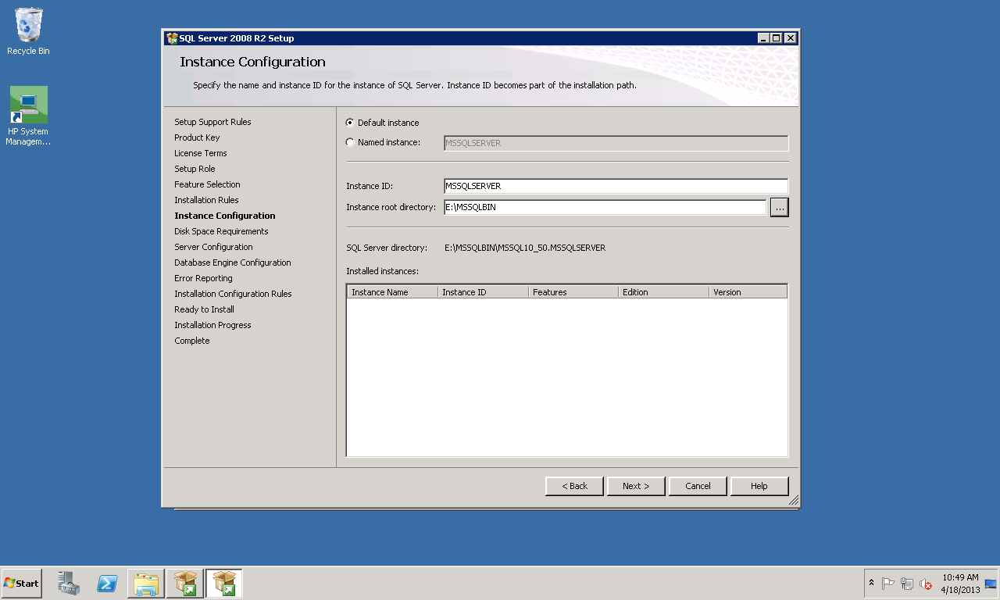 Recycle Bin
HP System
Managem...
SQL Server 2008 R2 Setup
Instance Configuration
Specify the name and instance ID for the instance of SQL Server. Instance ID becomes part of the installation path.
Setup Support Rules
Product Key
License Terms
Setup Role
Feature Selection
Installation Rules
Instance Configuration
Disk Space Requirements
Server Configuration
Database Engine Configuration
Error Reporting
Installation Configuration Rules
Ready to Install
Installation Progress
Complete
Default instance
Named instance: MSSQLSERVER
Instance ID: MSSQLSERVER
Instance root directory: E:\MSSQLBIN ...
SQL Server directory: E:\MSSQLBIN\MSSQL10_50.MSSQLSERVER
Installed instances:
Instance Name Instance ID Features Edition Version
< Back Next > Cancel Help
Start
10:49 AM
4/18/2013